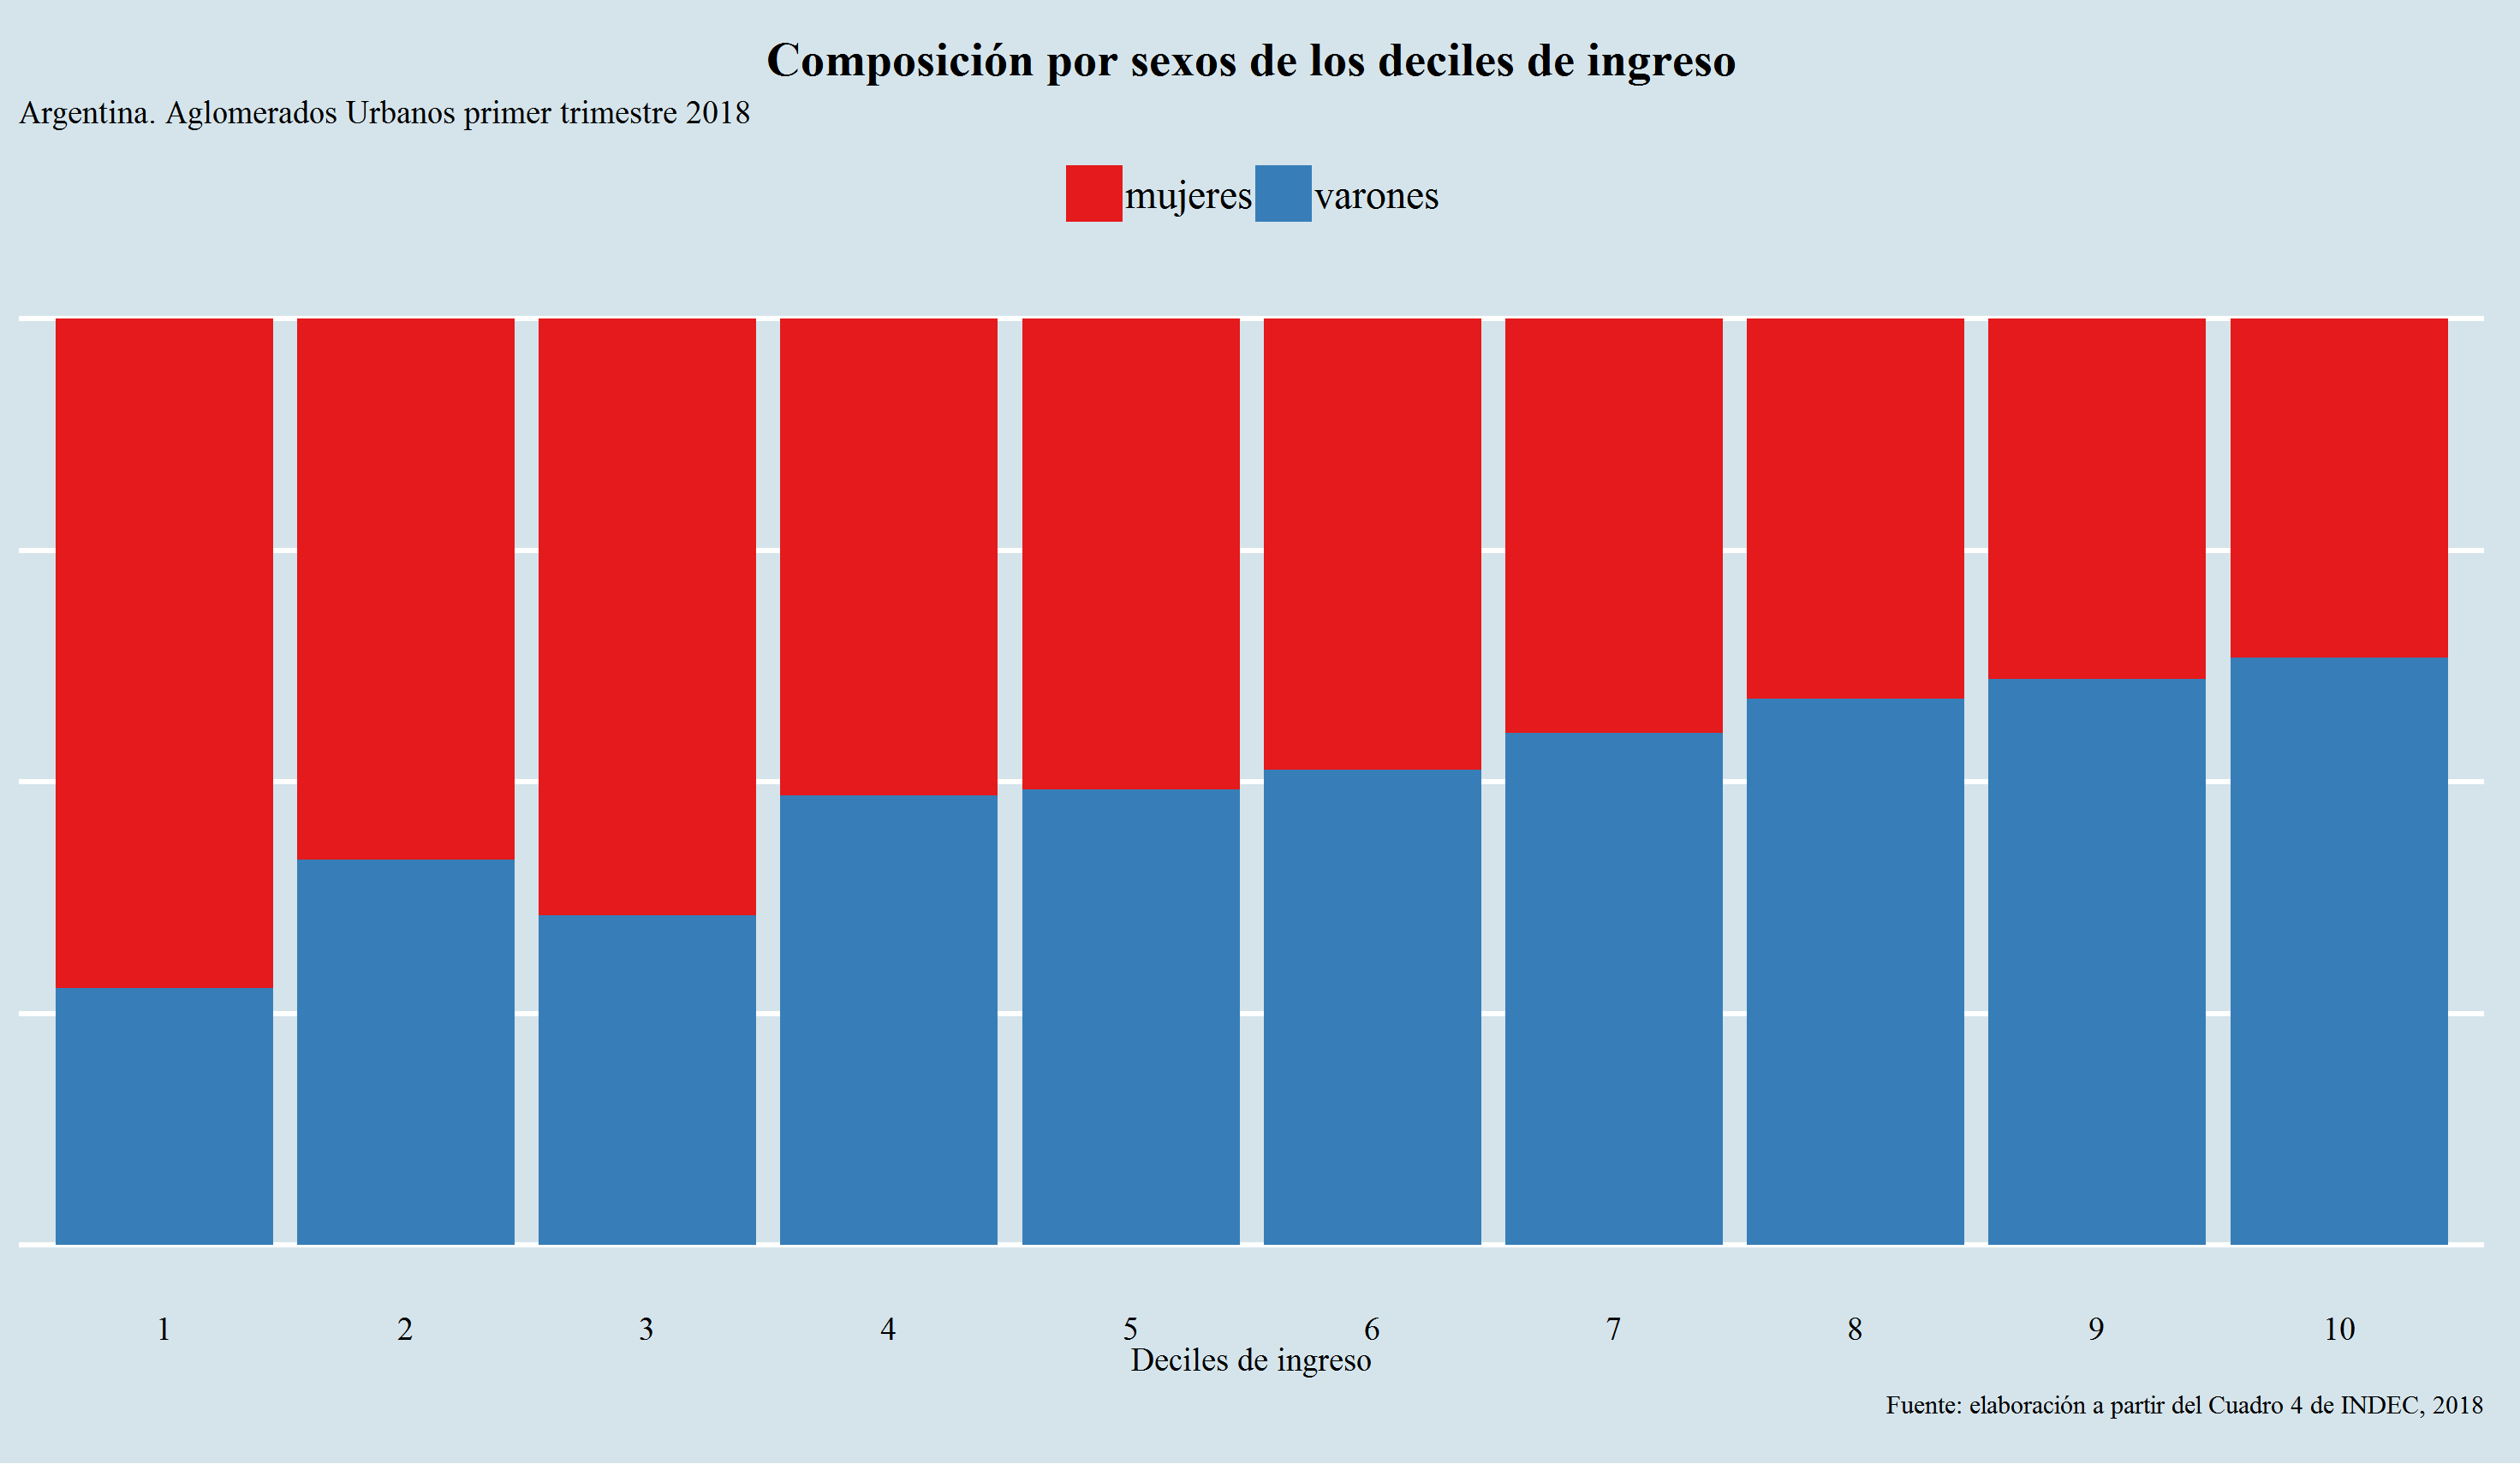 Composición por sexos de los deciles de ingreso
Argentina. Aglomerados Urbanos primer trimestre 2018
mujeres varones
1 2 3 4 5 6 7 8 9 10
Deciles de ingreso
Fuente: elaboración a partir del Cuadro 4 de INDEC, 2018